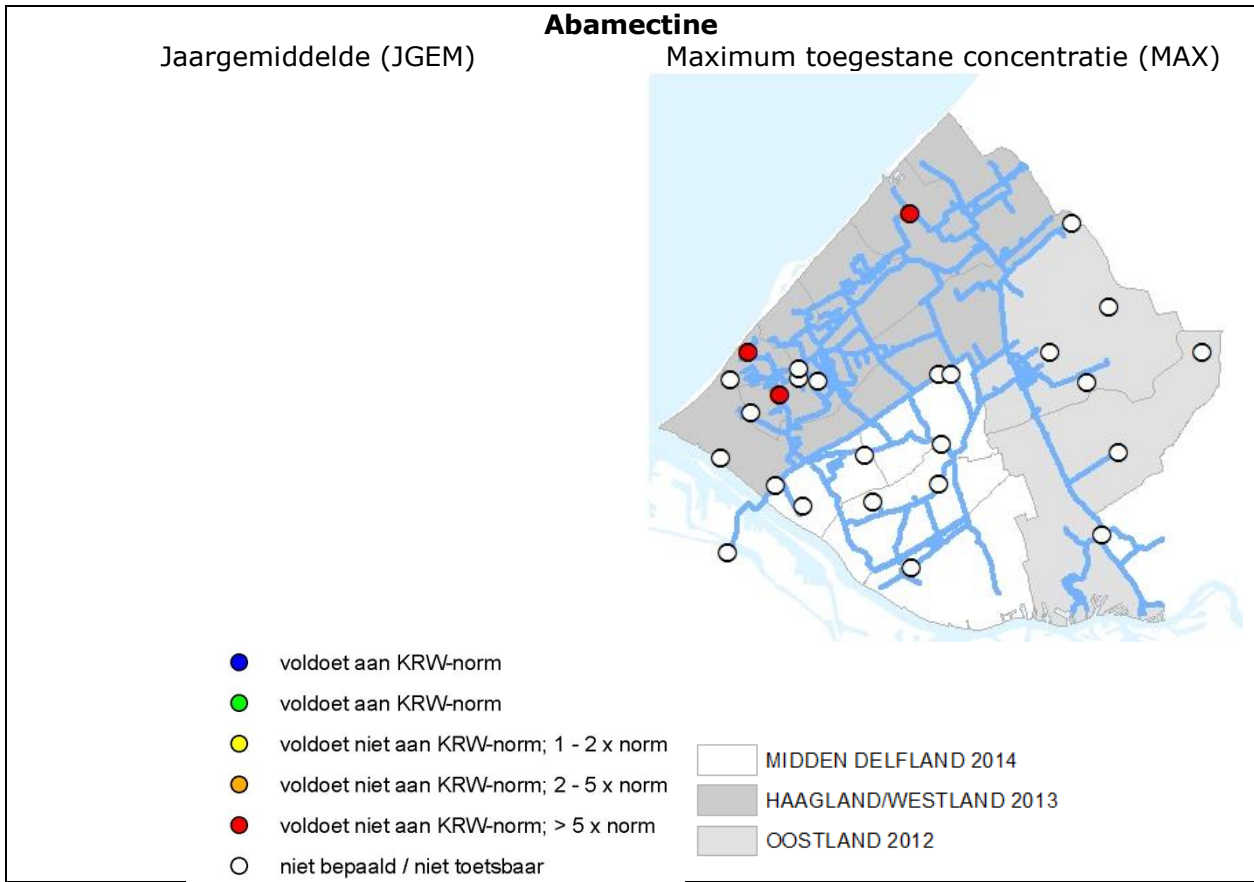 Abamectine
Jaargemiddelde (JGEM)
Maximum toegestane concentratie (MAX)
voldoet aan KRW-norm
voldoet aan KRW-norm
voldoet niet aan KRW-norm; 1 - 2 x norm
voldoet niet aan KRW-norm; 2 - 5 x norm
voldoet niet aan KRW-norm; > 5 x norm
niet bepaald / niet toetsbaar
MIDDEN DELFLAND 2014
HAAGLAND/WESTLAND 2013
OOSTLAND 2012